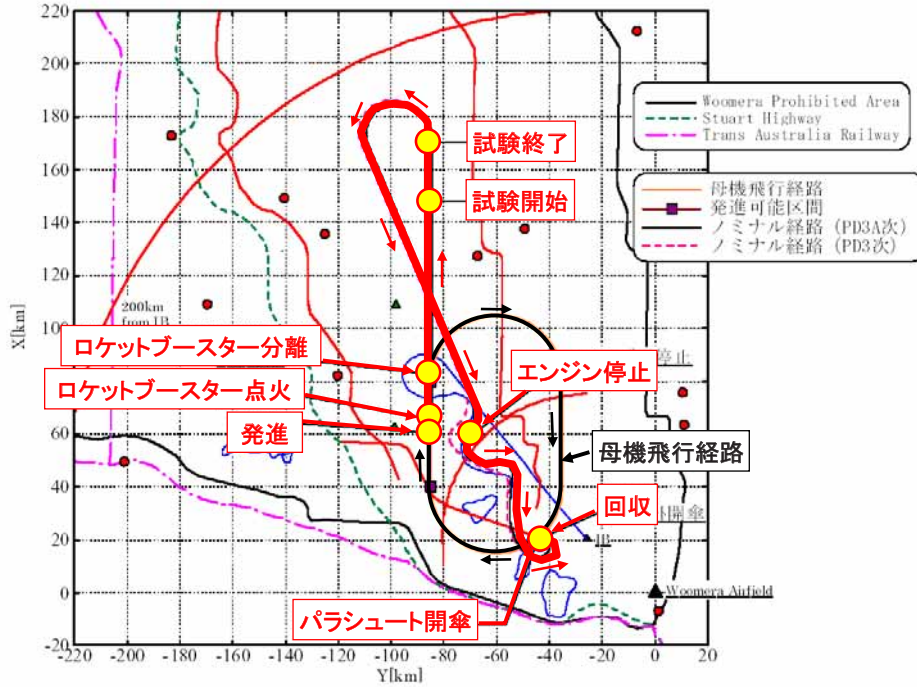 220
200
180
160
140
120
100
80
60
40
20
0
-20
X[km]
-220
-200
-180
-160
-140
-120
-100
-80
-60
-40
-20
0
20
Y[km]
Woomera Prohibited Area
Stuart Highway
Trans Australia Railway
母機飛行経路
発進可能区間
ノミナル経路 (PD3A次)
ノミナル経路 (PD3次)
試験終了
試験開始
200km
from IB
ロケットブースター分離
ロケットブースター点火
発進
エンジン停止
停止
母機飛行経路
回収
開傘
IB
Woomera Airfield
パラシュート開傘